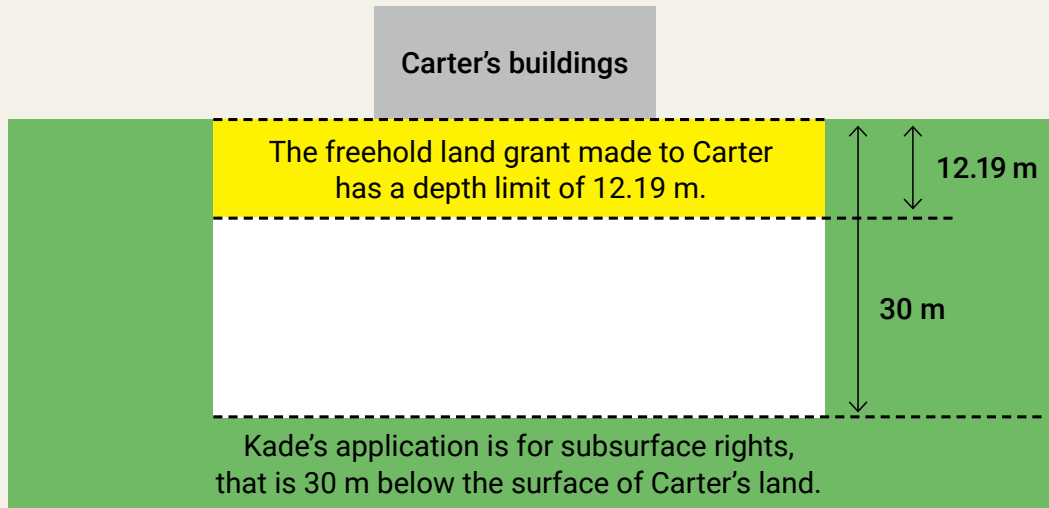 Carter’s buildings
The freehold land grant made to Carter
has a depth limit of 12.19 m.
12.19 m
30 m
Kade’s application is for subsurface rights,
that is 30 m below the surface of Carter’s land.